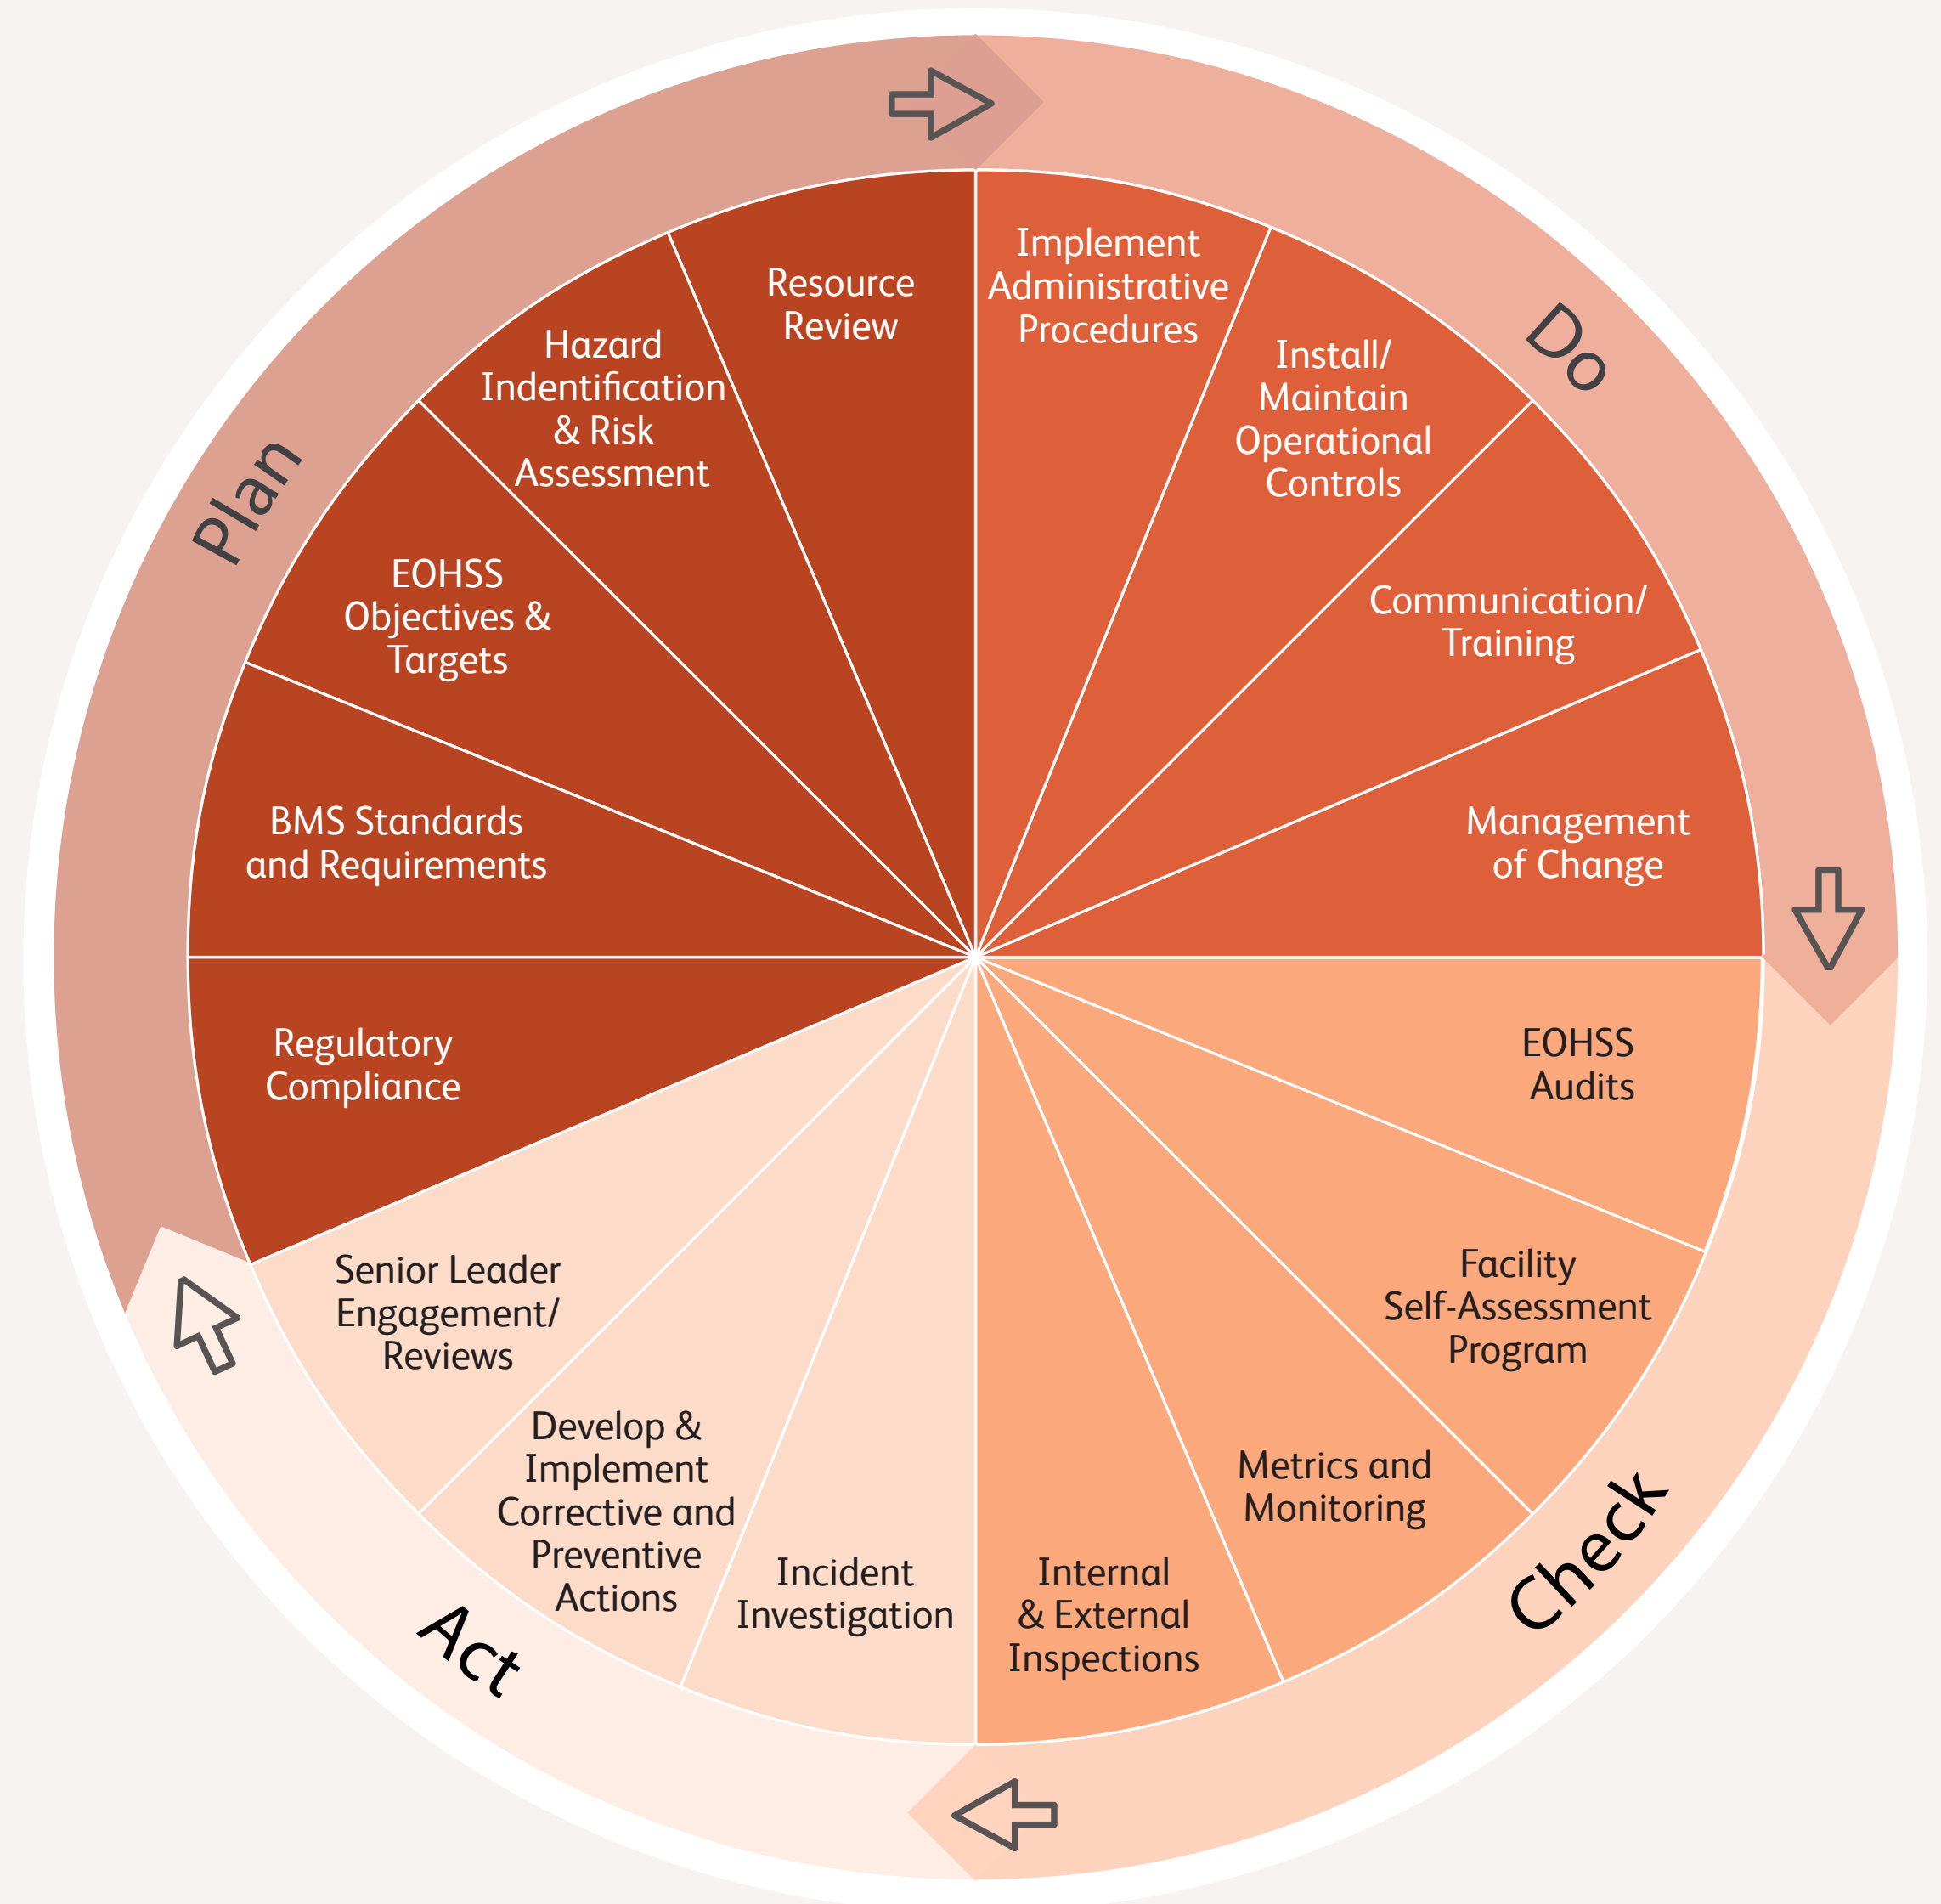 Plan
Regulatory
Compliance
BMS Standards
and Requirements
EOHSS
Objectives &
Targets
Hazard
Indentification
& Risk
Assessment
Resource
Review
Do
Implement
Administrative
Procedures
Install/
Maintain
Operational
Controls
Communication/
Training
Management
of Change
Check
EOHSS
Audits
Facility
Self-Assessment
Program
Metrics and
Monitoring
Internal
& External
Inspections
Act
Incident
Investigation
Develop &
Implement
Corrective and
Preventive
Actions
Senior Leader
Engagement/
Reviews